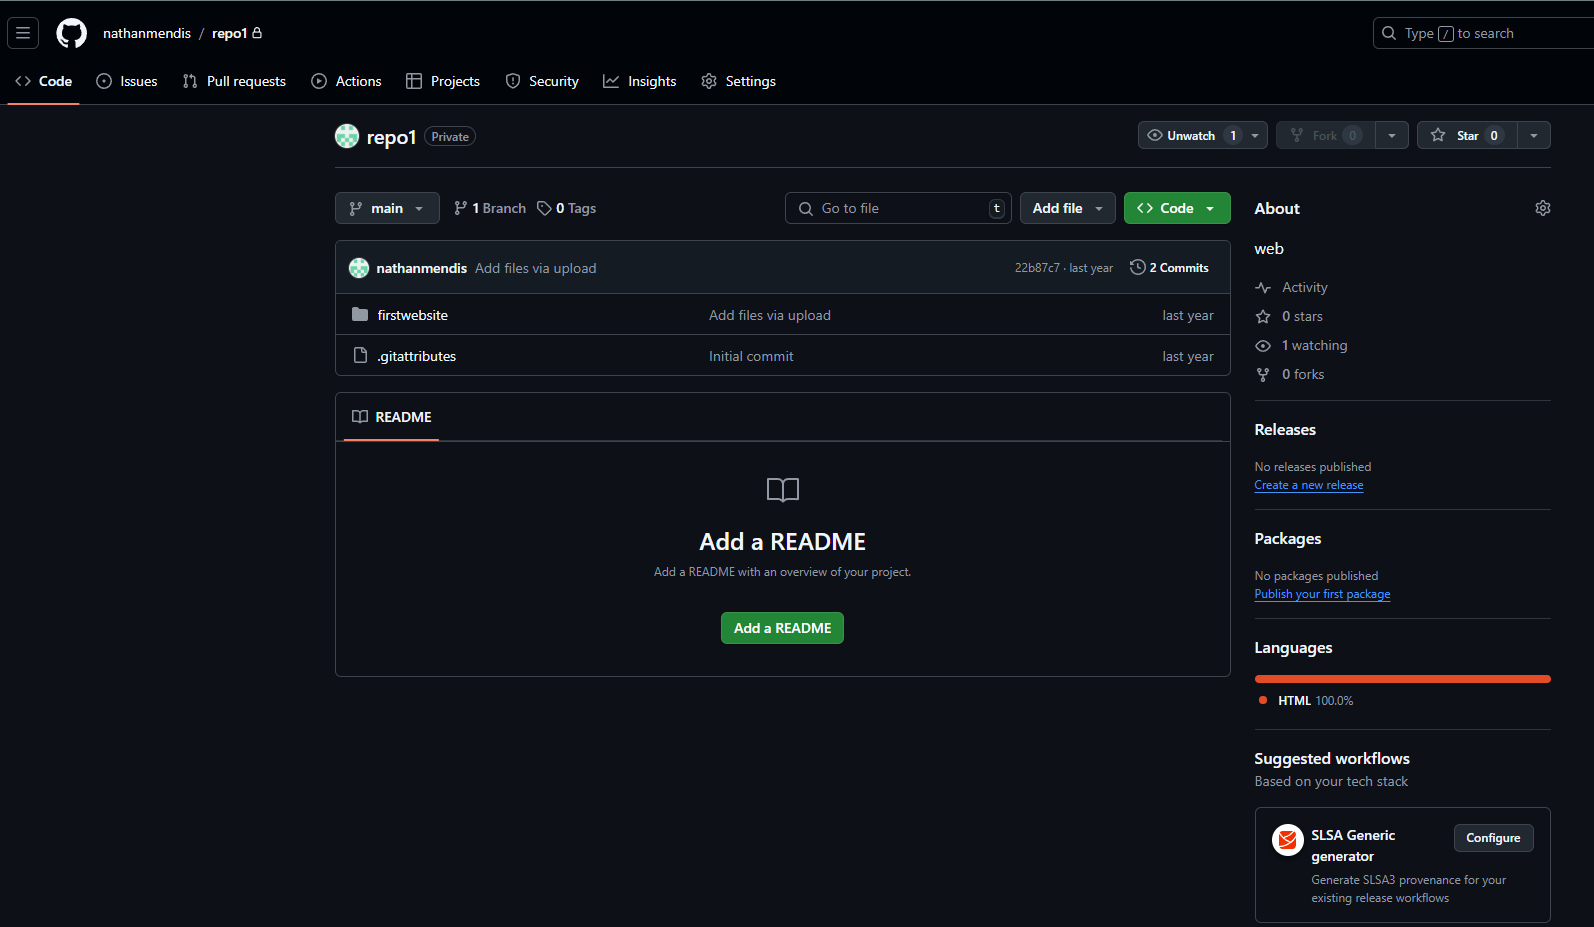 nathanmendis / repo1
Type / to search
Code Issues Pull requests Actions Projects Security Insights Settings
repo1 Private
Unwatch 1 Fork 0 Star 0
main 1 Branch 0 Tags
Go to file t Add file Code
About
web
nathanmendis Add files via upload 22b87c7 · last year 2 Commits
firstwebsite Add files via upload last year
.gitattributes Initial commit last year
Activity
0 stars
1 watching
0 forks
README
Add a README
Add a README with an overview of your project.
Add a README
Releases
No releases published
Create a new release
Packages
No packages published
Publish your first package
Languages
HTML 100.0%
Suggested workflows
Based on your tech stack
SLSA Generic
generator
Configure
Generate SLSA3 provenance for your
existing release workflows